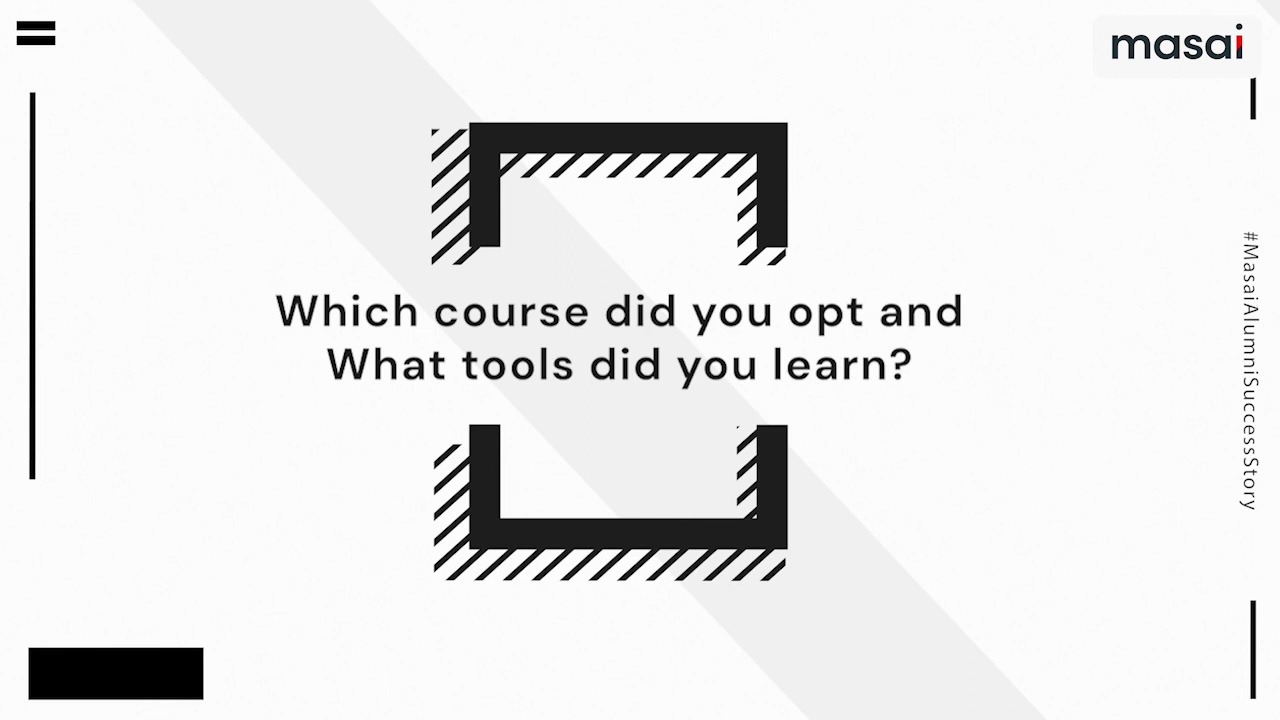 masai
Which course did you opt and
What tools did you learn?
#MasaiAlumniSuccessStory